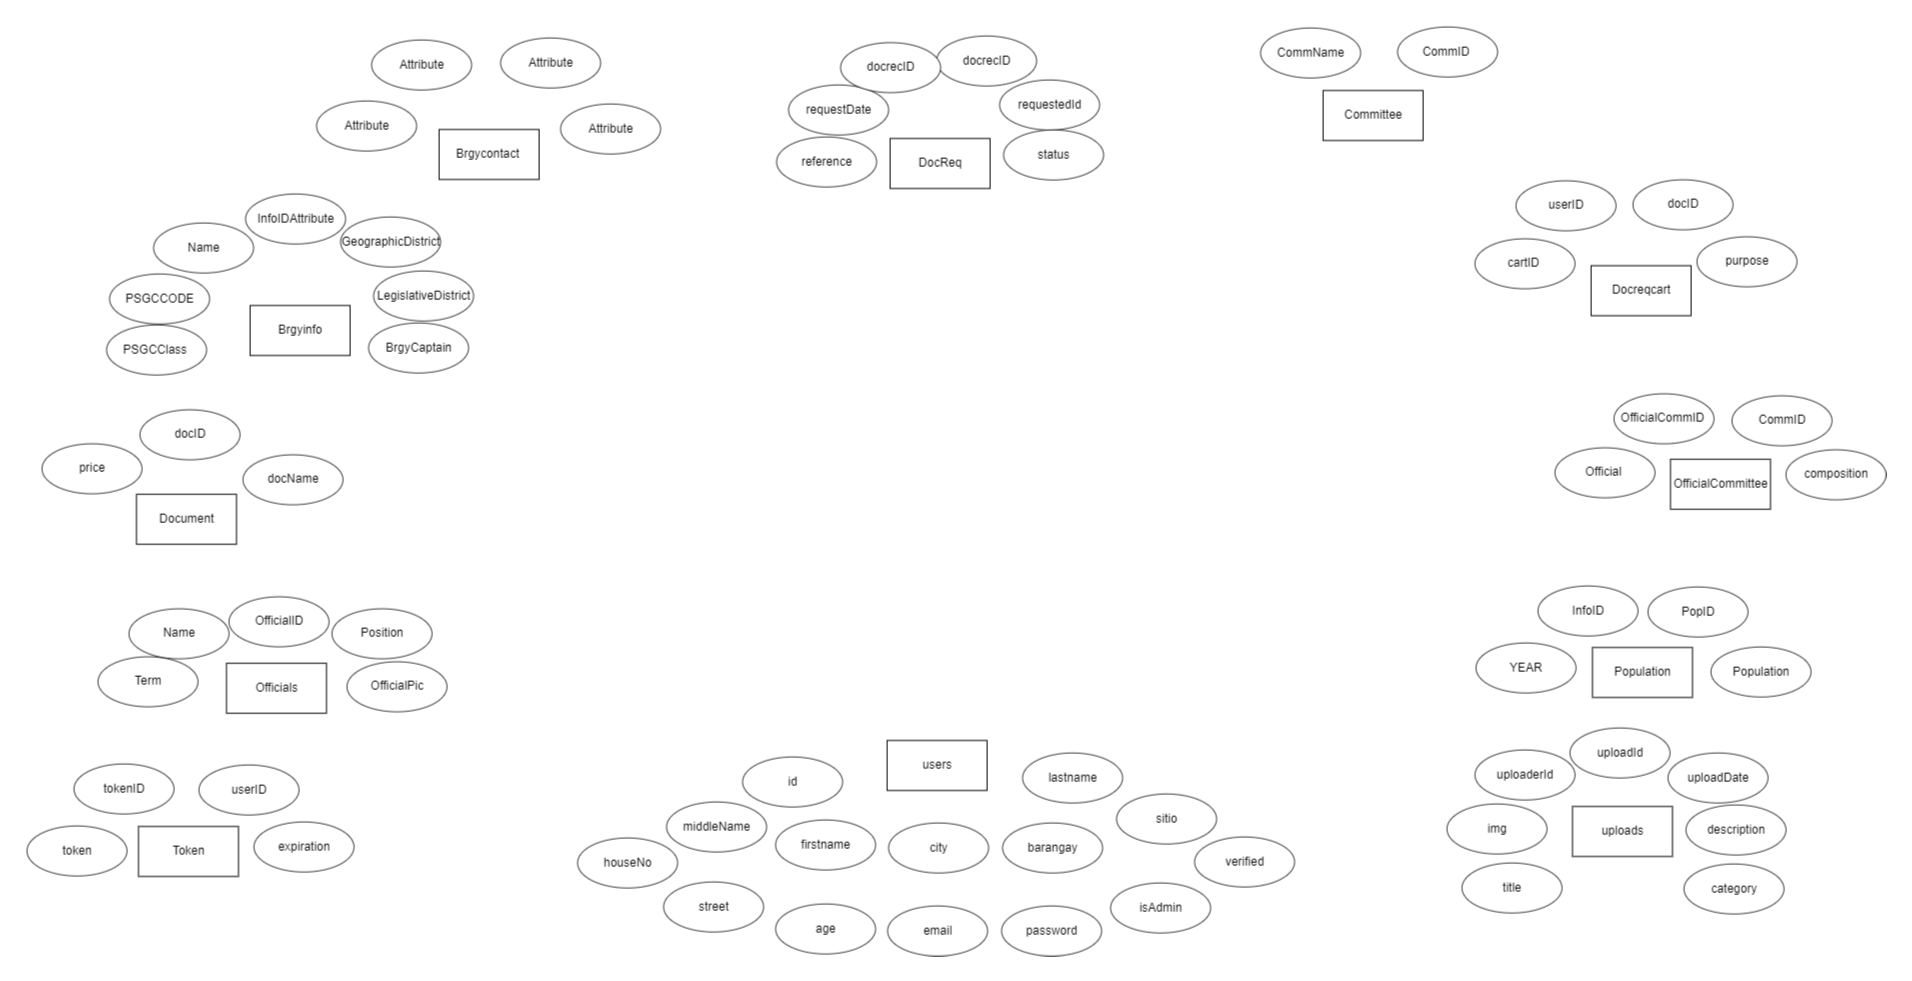 Attribute
Attribute
Attribute
Attribute
Brgycontact
docrecID
docrecID
requestDate
requestedId
reference
DocReq
status
CommName
CommID
Committee
userID
docID
cartID
purpose
Docreqcart
InfoIDAttribute
Name
GeographicDistrict
PSGCCODE
LegislativeDistrict
Brgyinfo
PSGCClass
BrgyCaptain
docID
price
docName
Document
OfficialCommID
CommID
Official
OfficialCommittee
composition
Name
OfficialID
Position
Term
Officials
OfficialPic
InfoID
PopID
YEAR
Population
Population
tokenID
userID
token
Token
expiration
users
id
lastname
middleName
sitio
houseNo
firstname
city
barangay
verified
street
age
email
password
isAdmin
uploadId
uploaderId
uploadDate
img
uploads
description
title
category